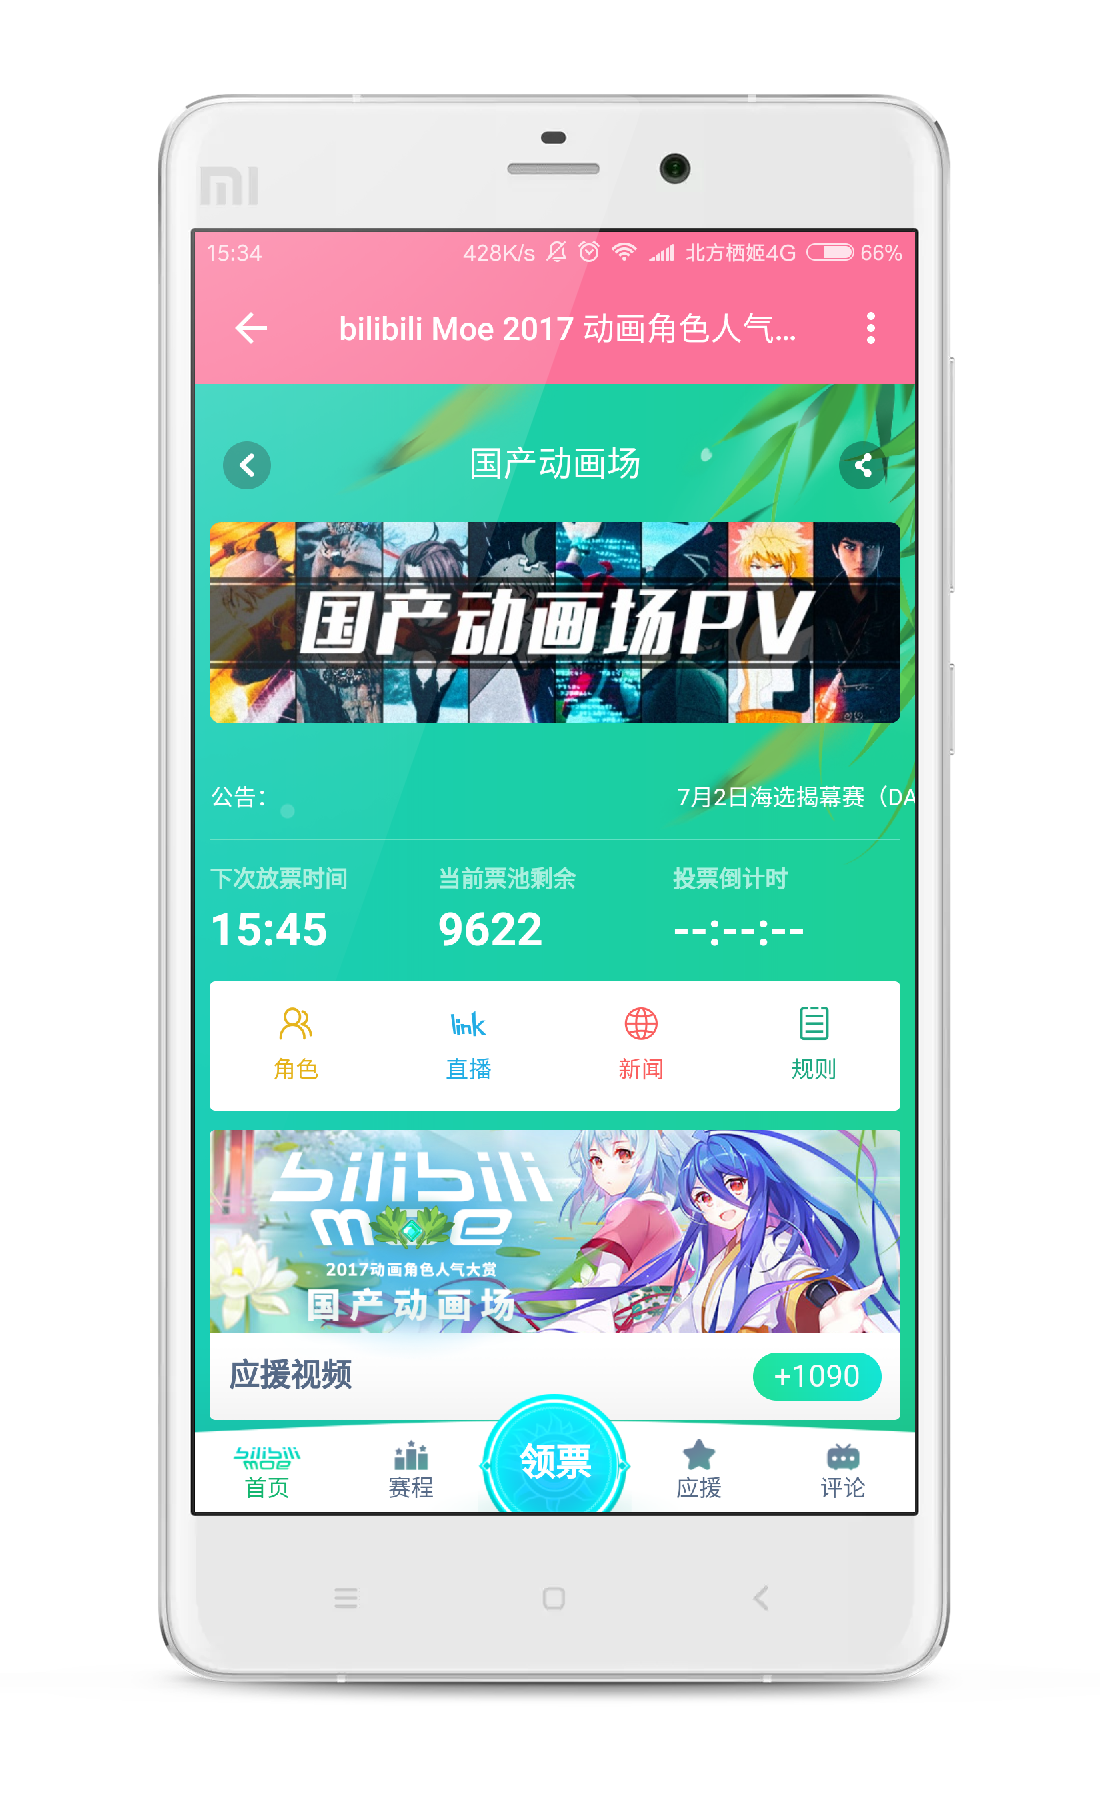 mi
15:34 428K/s 北方栖姬4G 66%
bilibili Moe 2017 动画角色人气...
国产动画场
国产动画场PV
公告: 7月2日海选揭幕赛（DA
下次放票时间 当前票池剩余 投票倒计时
15:45 9622 --:--:--
link
角色 直播 新闻 规则
bilibili
moe
2017动画角色人气大赏
国产动画场
应援视频 +1090
领票
bilibili
moe
首页 赛程 应援 评论